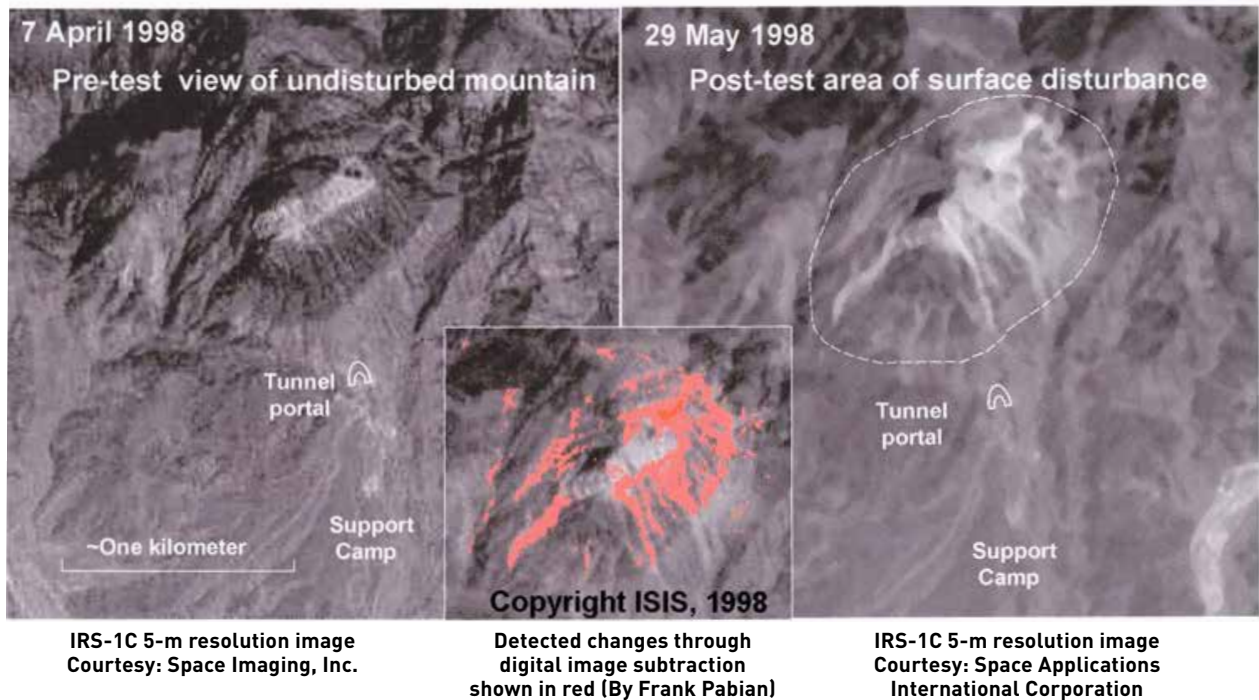 7 April 1998
Pre-test view of undisturbed mountain
Tunnel
portal
Support
Camp
~One kilometer
29 May 1998
Post-test area of surface disturbance
Tunnel
portal
Support
Camp
Copyright ISIS, 1998
IRS-1C 5-m resolution image
Courtesy: Space Imaging, Inc.
Detected changes through
digital image subtraction
shown in red (By Frank Pabian)
IRS-1C 5-m resolution image
Courtesy: Space Applications
International Corporation